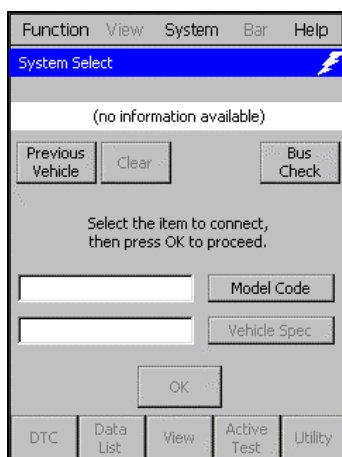 Function View System Bar Help
System Select
(no information available)
Previous
Vehicle
Clear
Bus
Check
Select the item to connect,
then press OK to proceed.
Model Code
Vehicle Spec
OK
DTC
Data
List
View
Active
Test
Utility